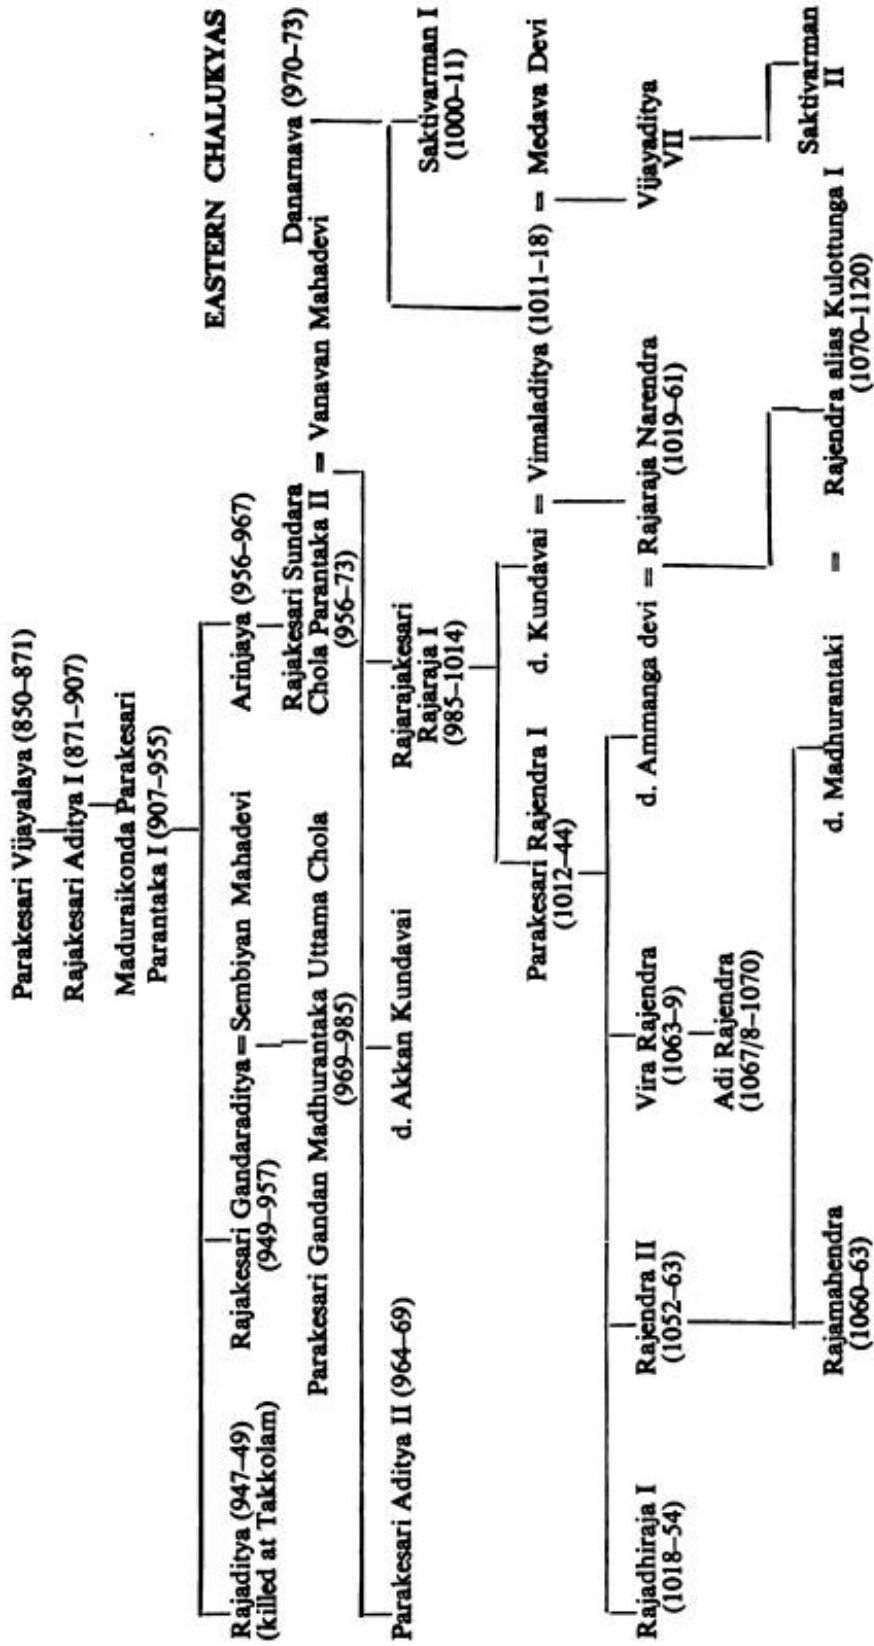 Parakesari Vijayalaya (850–871)
Rajakesari Aditya I (871–907)
Maduraikonda Parakesari
Parantaka I (907–955)
EASTERN CHALUKYAS
Rajaditya (947–49)
(killed at Takkolam)
Rajakesari Gandaraditya = Sembiyan Mahadevi
(949–957)
Arinjaya (956–967)
Parakesari Gandan Madhurantaka Uttama Chola
(969–985)
Rajakesari Sundara
Chola Parantaka II = Vanavan Mahadevi
(956–73)
Danarnava (970–73)
Parakesari Aditya II (964–69)
d. Akkan Kundavai
Rajarajakesari
Rajaraja I
(985–1014)
Saktivarman I
(1000–11)
Parakesari Rajendra I
(1012–44)
d. Kundavai = Vimaladitya (1011–18) = Medava Devi
Rajadhiraja I
(1018–54)
Rajendra II
(1052–63)
Vira Rajendra
(1063–9)
Adi Rajendra
(1067/8–1070)
d. Ammanga devi = Rajaraja Narendra
(1019–61)
Vijayaditya
VII
Rajamahendra
(1060–63)
d. Madhurantaki = Rajendra alias Kulottunga I
(1070–1120)
Saktivarman
II